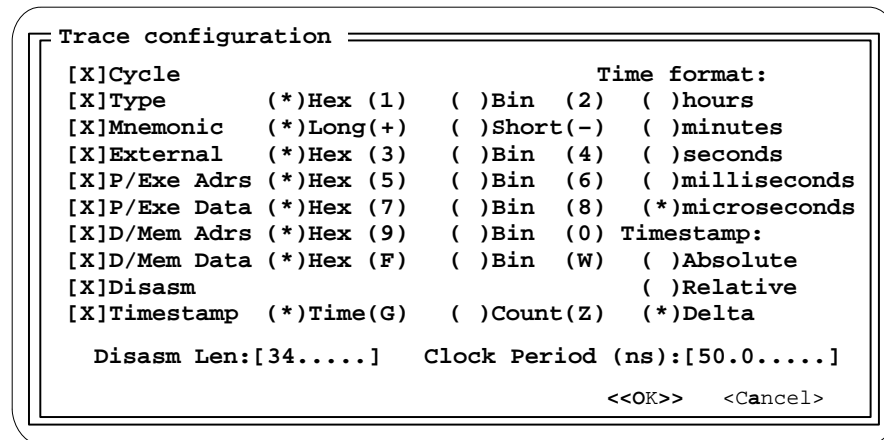 Trace configuration
[X]Cycle Time format:
[X]Type (*)Hex (1) ( )Bin (2) ( )hours
[X]Mnemonic (*)Long(+) ( )Short(−) ( )minutes
[X]External (*)Hex (3) ( )Bin (4) ( )seconds
[X]P/Exe Adrs (*)Hex (5) ( )Bin (6) ( )milliseconds
[X]P/Exe Data (*)Hex (7) ( )Bin (8) (*)microseconds
[X]D/Mem Adrs (*)Hex (9) ( )Bin (0) Timestamp:
[X]D/Mem Data (*)Hex (F) ( )Bin (W) ( )Absolute
[X]Disasm ( )Relative
[X]Timestamp (*)Time(G) ( )Count(Z) (*)Delta
Disasm Len:[34.....] Clock Period (ns):[50.0.....]
<<OK>> <Cancel>